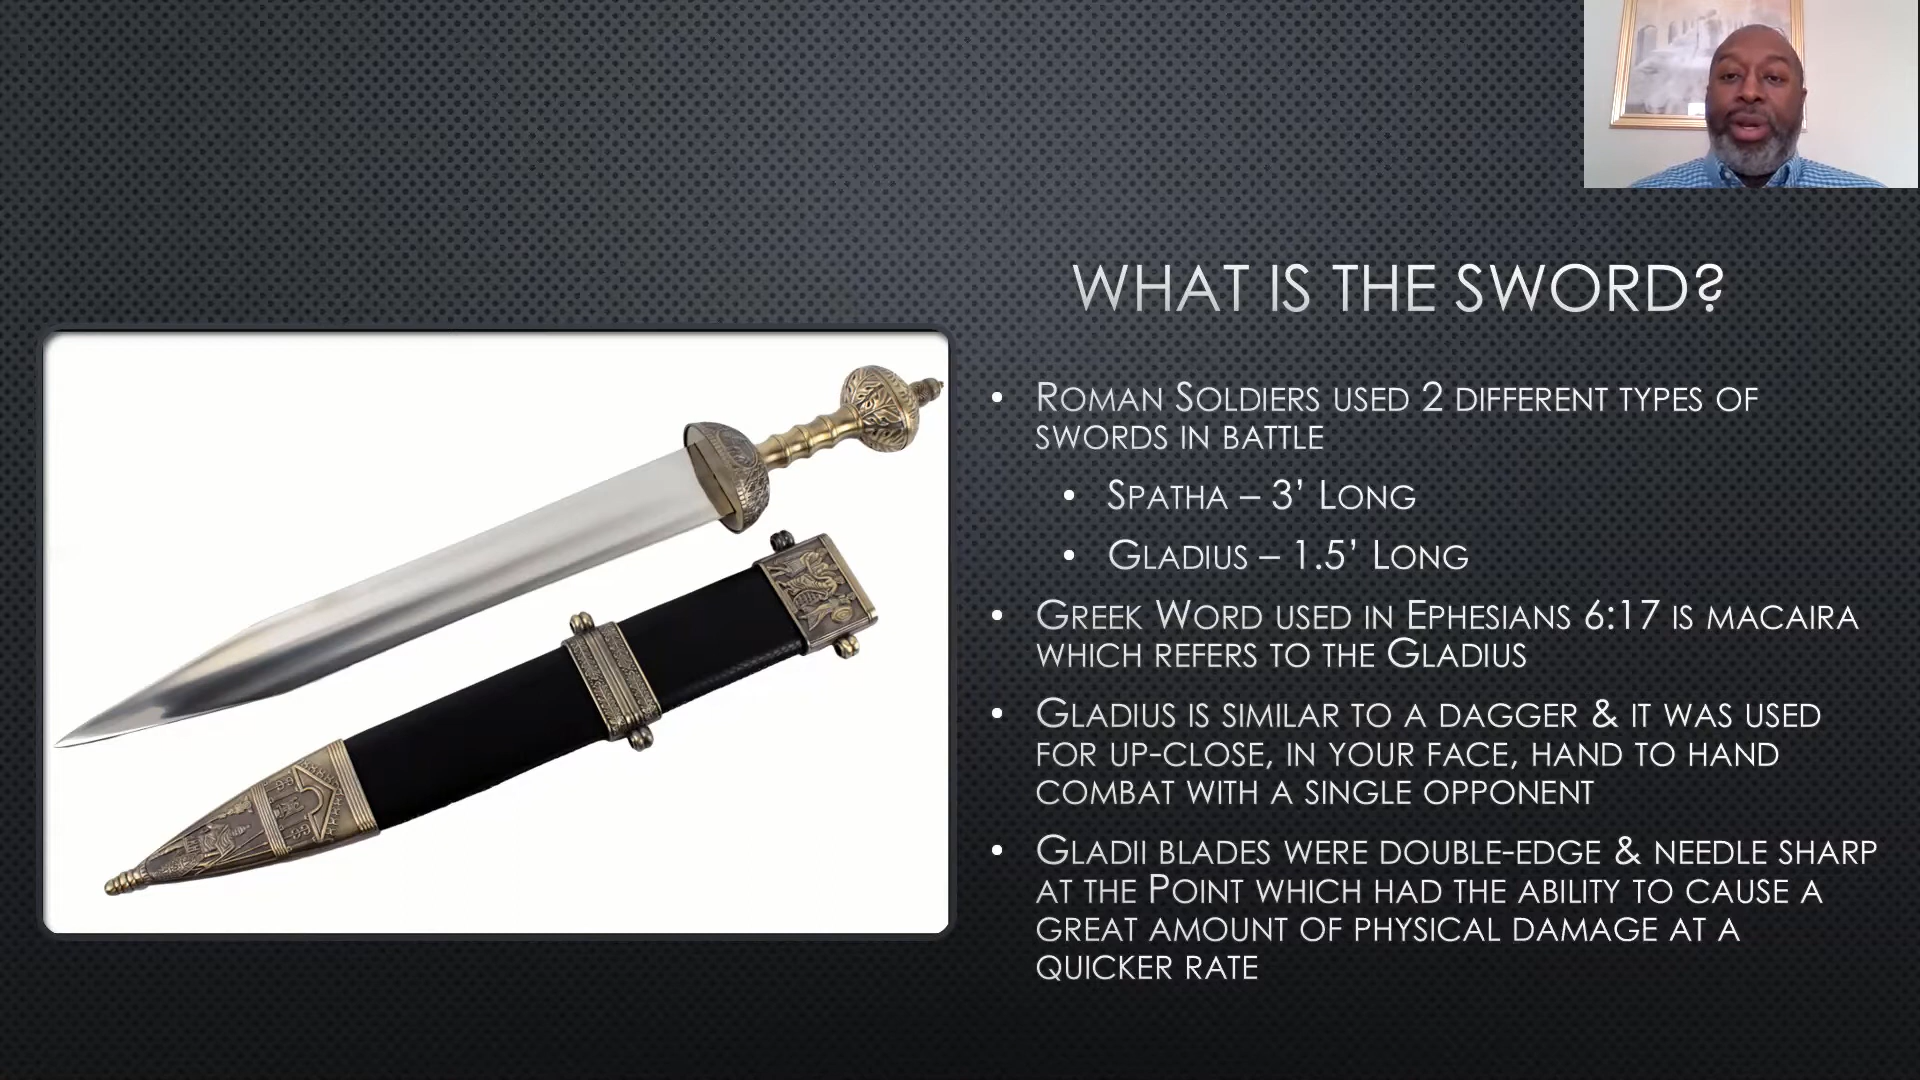 WHAT IS THE SWORD?
• ROMAN SOLDIERS USED 2 DIFFERENT TYPES OF
SWORDS IN BATTLE
• SPATHA – 3’ LONG
• GLADIUS – 1.5’ LONG
• GREEK WORD USED IN EPHESIANS 6:17 IS MACAIRA
WHICH REFERS TO THE GLADIUS
• GLADIUS IS SIMILAR TO A DAGGER & IT WAS USED
FOR UP-CLOSE, IN YOUR FACE, HAND TO HAND
COMBAT WITH A SINGLE OPPONENT
• GLADII BLADES WERE DOUBLE-EDGE & NEEDLE SHARP
AT THE POINT WHICH HAD THE ABILITY TO CAUSE A
GREAT AMOUNT OF PHYSICAL DAMAGE AT A
QUICKER RATE